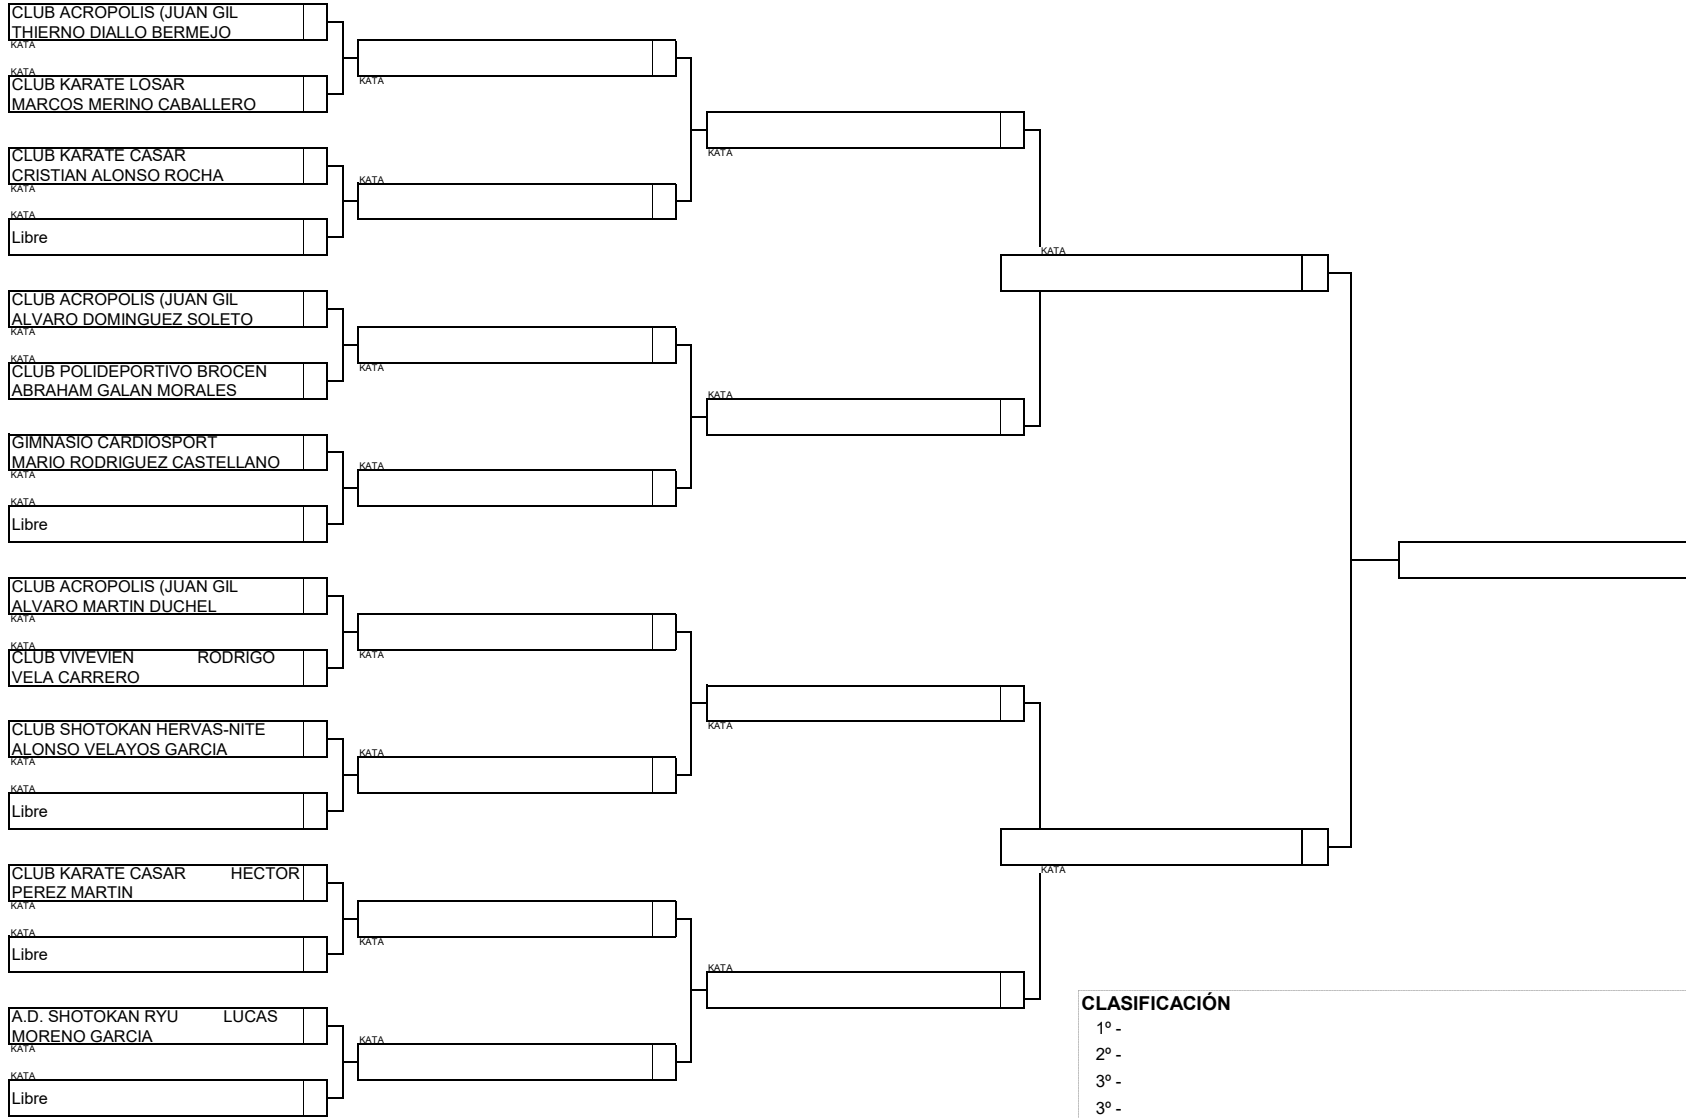 CLUB ACROPOLIS (JUAN GIL
THIERNO DIALLO BERMEJO
KATA
KATA
CLUB KARATE LOSAR
MARCOS MERINO CABALLERO
CLUB KARATE CASAR
CRISTIAN ALONSO ROCHA
KATA
KATA
Libre
CLUB ACROPOLIS (JUAN GIL
ALVARO DOMINGUEZ SOLETO
KATA
KATA
CLUB POLIDEPORTIVO BROCEN
ABRAHAM GALAN MORALES
GIMNASIO CARDIOSPORT
MARIO RODRIGUEZ CASTELLANO
KATA
KATA
Libre
CLUB ACROPOLIS (JUAN GIL
ALVARO MARTIN DUCHEL
KATA
KATA
CLUB VIVEVIEN RODRIGO
VELA CARRERO
CLUB SHOTOKAN HERVAS-NITE
ALONSO VELAYOS GARCIA
KATA
KATA
Libre
CLUB KARATE CASAR HECTOR
PEREZ MARTIN
KATA
KATA
Libre
A.D. SHOTOKAN RYU LUCAS
MORENO GARCIA
KATA
KATA
Libre
KATA
KATA
KATA
KATA
KATA
KATA
KATA
KATA
KATA
KATA
KATA
KATA
KATA
KATA
CLASIFICACIÓN
1º -
2º -
3º -
3º -